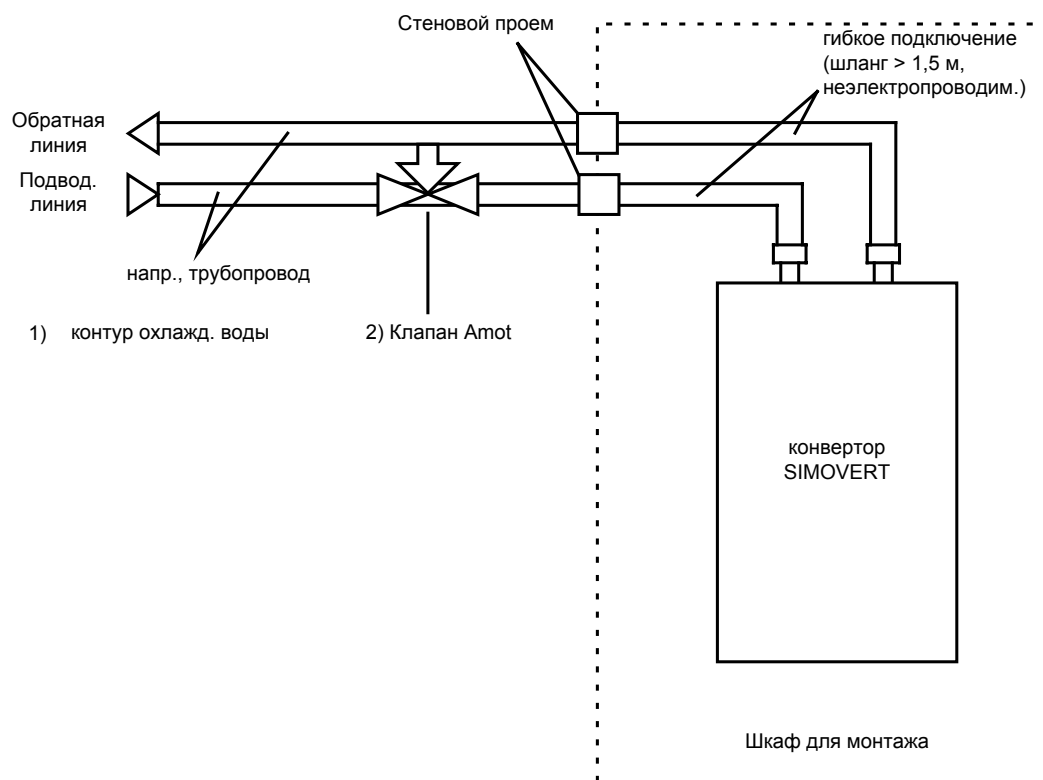 Стеновой проем
гибкое подключение
(шланг > 1,5 м,
неэлектропроводим.)
Обратная
линия
Подвод.
линия
напр., трубопровод
1) контур охлажд. воды
2) Клапан Amot
конвертор
SIMOVERT
Шкаф для монтажа